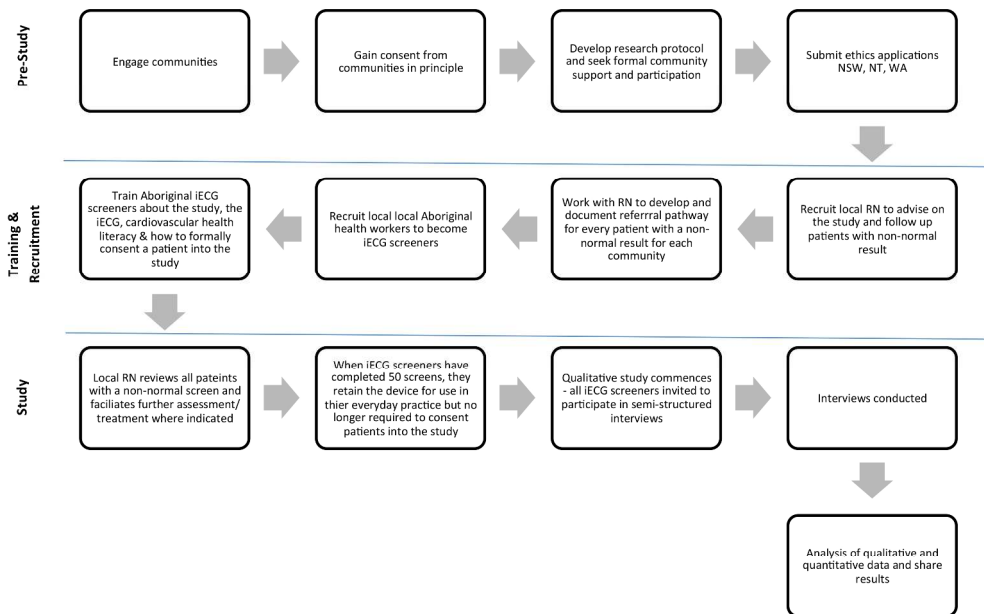 Pre-Study
Engage communities
Gain consent from
communities in principle
Develop research protocol
and seek formal community
support and participation
Submit ethics applications
NSW, NT, WA
Training &
Recruitment
Train Aboriginal iECG
screeners about the study, the
iECG, cardiovascular health
literacy & how to formally
consent a patient into the
study
Recruit local local Aboriginal
health workers to become
iECG screeners
Work with RN to develop and
document referrral pathway
for every patient with a non-
normal result for each
community
Recruit local RN to advise on
the study and follow up
patients with non-normal
result
Study
Local RN reviews all pateints
with a non-normal screen and
faciliates further assessment/
treatment where indicated
When iECG screeners have
completed 50 screens, they
retain the device for use in
thier everyday practice but no
longer required to consent
patients into the study
Qualitative study commences
- all iECG screeners invited to
participate in semi-structured
interviews
Interviews conducted
Analysis of qualitative and
quantitative data and share
results